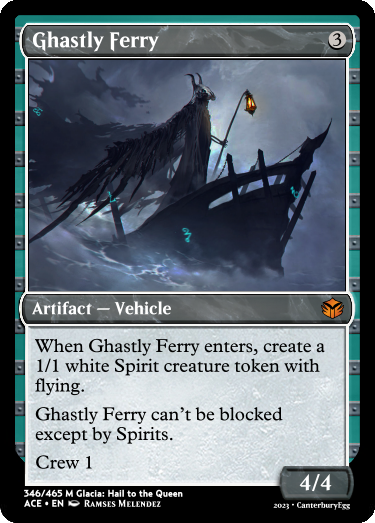 Ghastly Ferry 3
Artifact — Vehicle
When Ghastly Ferry enters, create a
1/1 white Spirit creature token with
flying.
Ghastly Ferry can't be blocked
except by Spirits.
Crew 1
4/4
346/465 M Glacia: Hail to the Queen
ACE • EN Ramses Melendez
2023 • CanterburyEgg